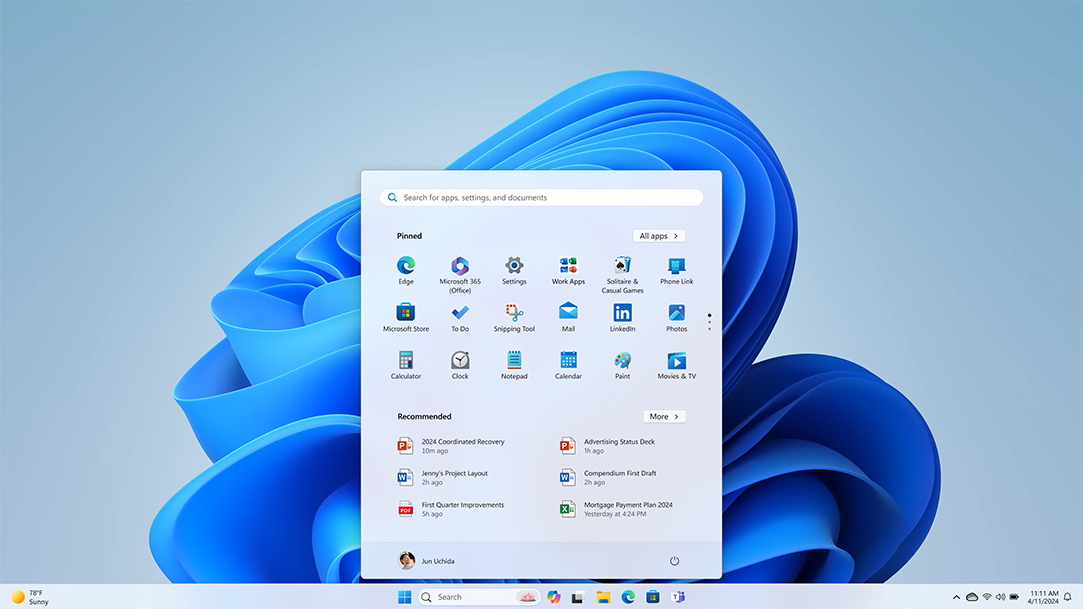 Search for apps, settings, and documents
Pinned
All apps
Edge
Microsoft 365
(Office)
Settings
Work Apps
Solitaire &
Casual Games
Phone Link
Microsoft Store
To Do
Snipping Tool
Mail
LinkedIn
Photos
Calculator
Clock
Notepad
Calendar
Paint
Movies & TV
Recommended
More
P
2024 Coordinated Recovery
10m ago
P
Advertising Status Deck
1h ago
W
Jenny's Project Layout
2h ago
W
Compendium First Draft
2h ago
PDF
First Quarter Improvements
5h ago
X
Mortgage Payment Plan 2024
Yesterday at 4:24 PM
Jun Uchida
78°F
Sunny
Search
11:11 AM
4/11/2024